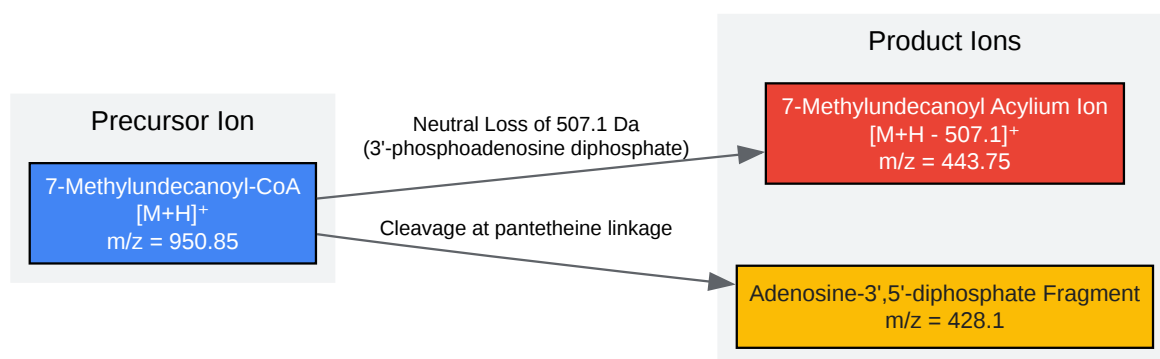 Precursor Ion
7-Methylundecanoyl-CoA
[M+H]⁺
m/z = 950.85
Neutral Loss of 507.1 Da
(3'-phosphoadenosine diphosphate)
Cleavage at pantetheine linkage
Product Ions
7-Methylundecanoyl Acylium Ion
[M+H - 507.1]⁺
m/z = 443.75
Adenosine-3',5'-diphosphate Fragment
m/z = 428.1